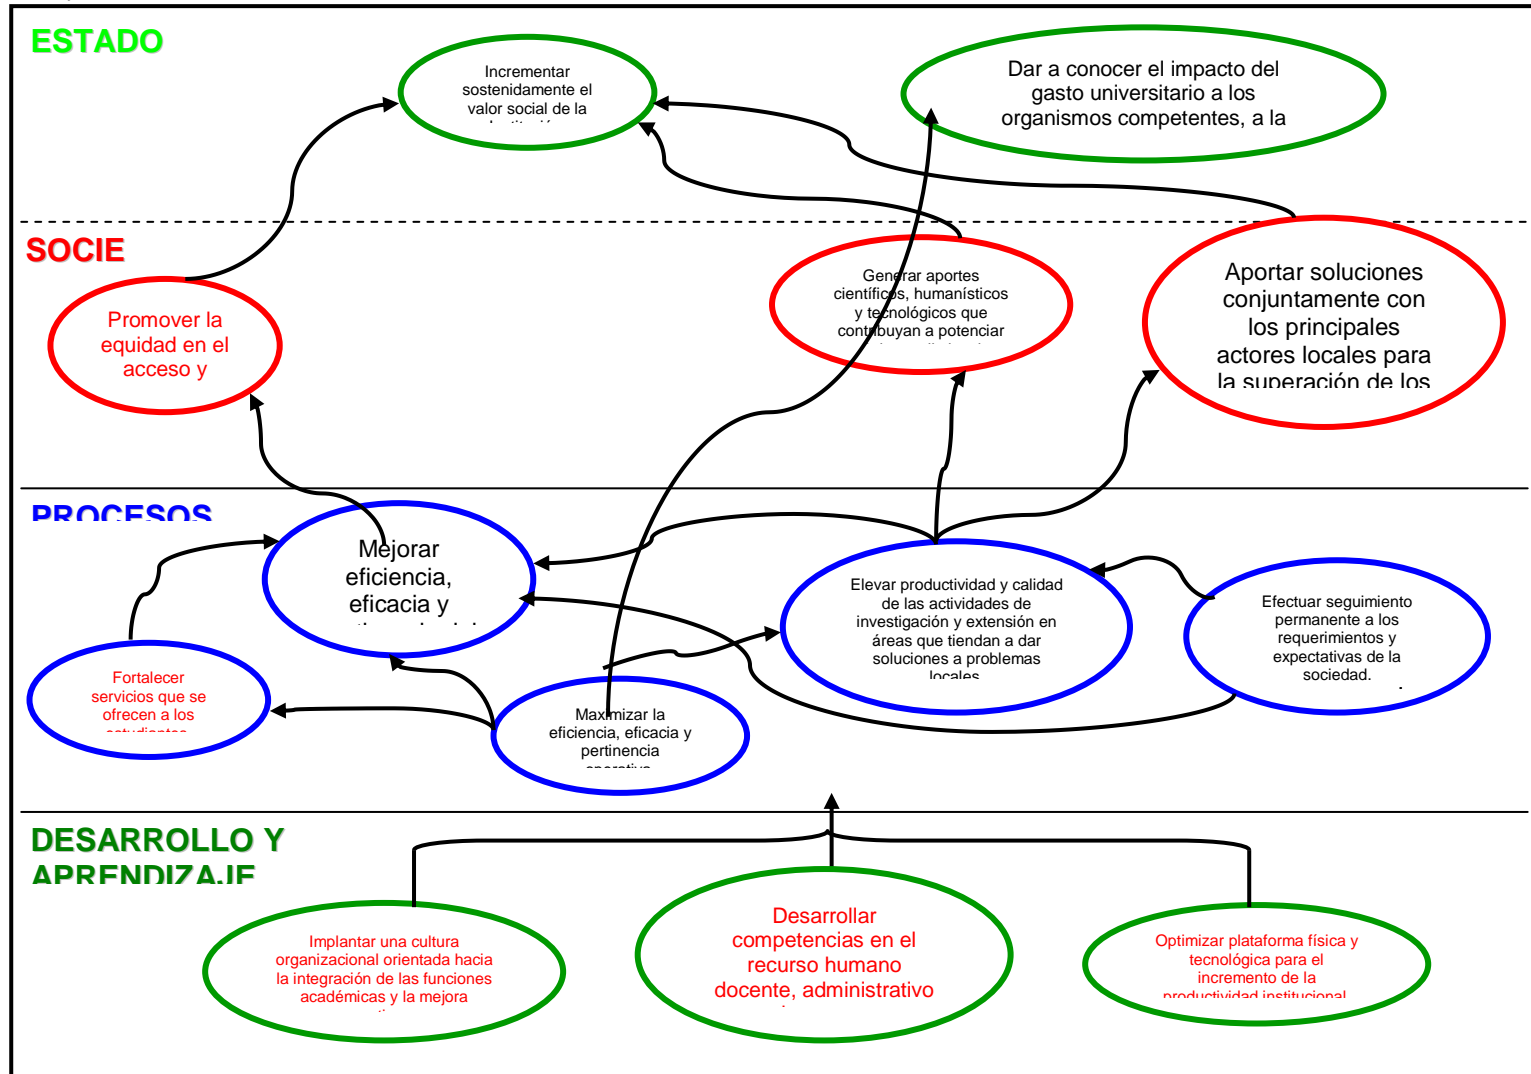 ESTADO
Incrementar
sostenidamente el
valor social de la
Dar a conocer el impacto del
gasto universitario a los
organismos competentes, a la
SOCIE
Promover la
equidad en el
acceso y
Generar aportes
científicos, humanísticos
y tecnológicos que
contribuyan a potenciar
Aportar soluciones
conjuntamente con
los principales
actores locales para
la superación de los
PROCESOS
Mejorar
eficiencia,
eficacia y
Elevar productividad y calidad
de las actividades de
investigación y extensión en
áreas que tiendan a dar
soluciones a problemas
locales
Efectuar seguimiento
permanente a los
requerimientos y
expectativas de la
sociedad.
Fortalecer
servicios que se
ofrecen a los
estudiantes
Maximizar la
eficiencia, eficacia y
pertinencia
operativa
DESARROLLO Y
APRENDIZAJE
Implantar una cultura
organizacional orientada hacia
la integración de las funciones
académicas y la mejora
Desarrollar
competencias en el
recurso humano
docente, administrativo
Optimizar plataforma física y
tecnológica para el
incremento de la
productividad institucional